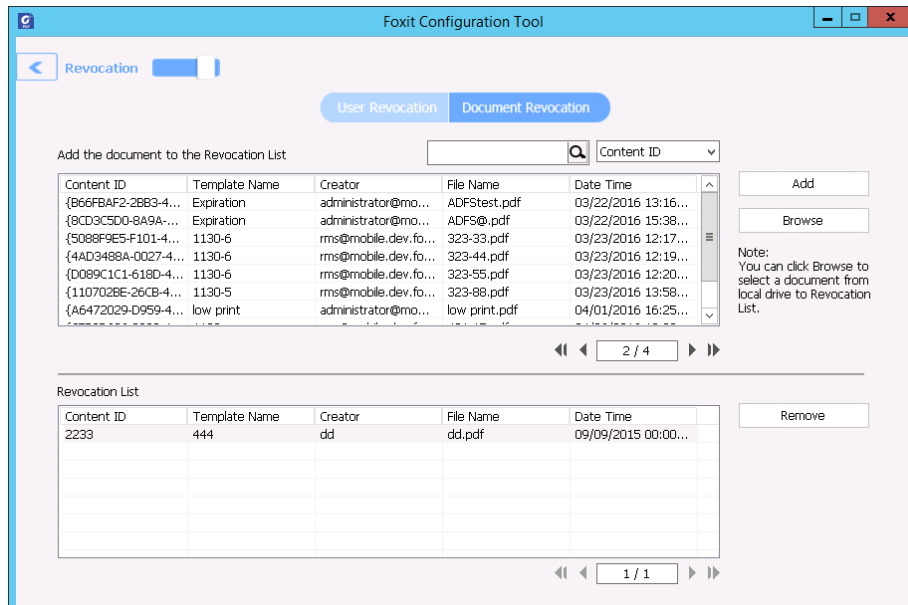 Foxit Configuration Tool
Revocation
User Revocation Document Revocation
Add the document to the Revocation List Content ID
Content ID Template Name Creator File Name Date Time
{B66FBAF2-2BB3-4... Expiration administrator@mo... ADFStest.pdf 03/22/2016 13:16...
{8CD3C5D0-8A9A-... Expiration administrator@mo... ADFS@.pdf 03/22/2016 15:38...
{5088F9E5-F101-4... 1130-6 rms@mobile.dev.fo... 323-33.pdf 03/23/2016 12:17...
{4AD3488A-0027-4... 1130-6 rms@mobile.dev.fo... 323-44.pdf 03/23/2016 12:19...
{D089C1C1-618D-4... 1130-6 rms@mobile.dev.fo... 323-55.pdf 03/23/2016 12:20...
{110702BE-26CB-4... 1130-5 rms@mobile.dev.fo... 323-88.pdf 03/23/2016 13:58...
{A6472029-D959-4... low print administrator@mo... low print.pdf 04/01/2016 16:25...
Add
Browse
Note:
You can click Browse to
select a document from
local drive to Revocation
List.
2 / 4
Revocation List
Content ID Template Name Creator File Name Date Time
2233 444 dd dd.pdf 09/09/2015 00:00...
Remove
1 / 1